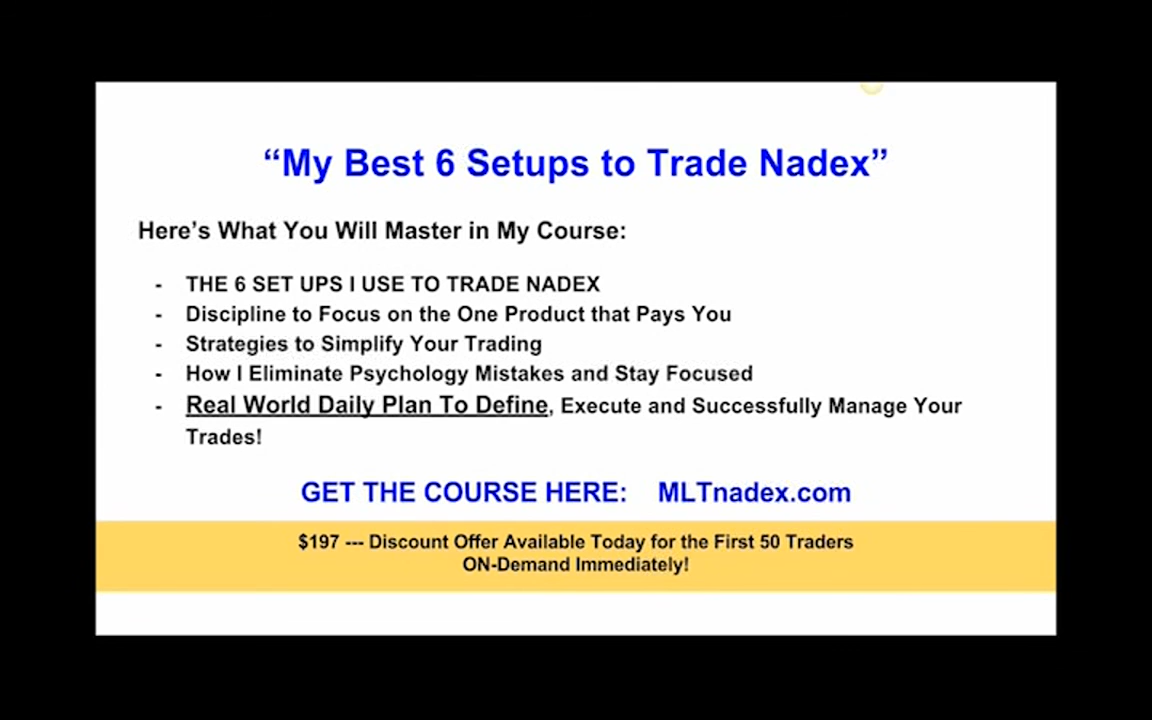 “My Best 6 Setups to Trade Nadex”
Here’s What You Will Master in My Course:
- THE 6 SET UPS I USE TO TRADE NADEX
- Discipline to Focus on the One Product that Pays You
- Strategies to Simplify Your Trading
- How I Eliminate Psychology Mistakes and Stay Focused
- Real World Daily Plan To Define, Execute and Successfully Manage Your
Trades!
GET THE COURSE HERE: MLTnadex.com
$197 --- Discount Offer Available Today for the First 50 Traders
ON-Demand Immediately!